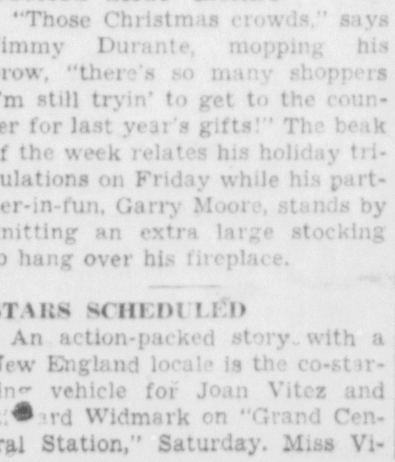 "Those Christmas crowds," says
immy Durante, mopping his
row, "there's so many shoppers
'm still tryin' to get to the coun-
er for last year's gifts!" The beak
f the week relates his holiday tri-
ulations on Friday while his part-
er-in-fun, Garry Moore, stands by
nitting an extra large stocking
o hang over his fireplace.
STARS SCHEDULED
An action-packed story with a
New England locale is the co-star-
ing vehicle for Joan Vitez and
ard Widmark on "Grand Cen-
ral Station," Saturday. Miss Vi-